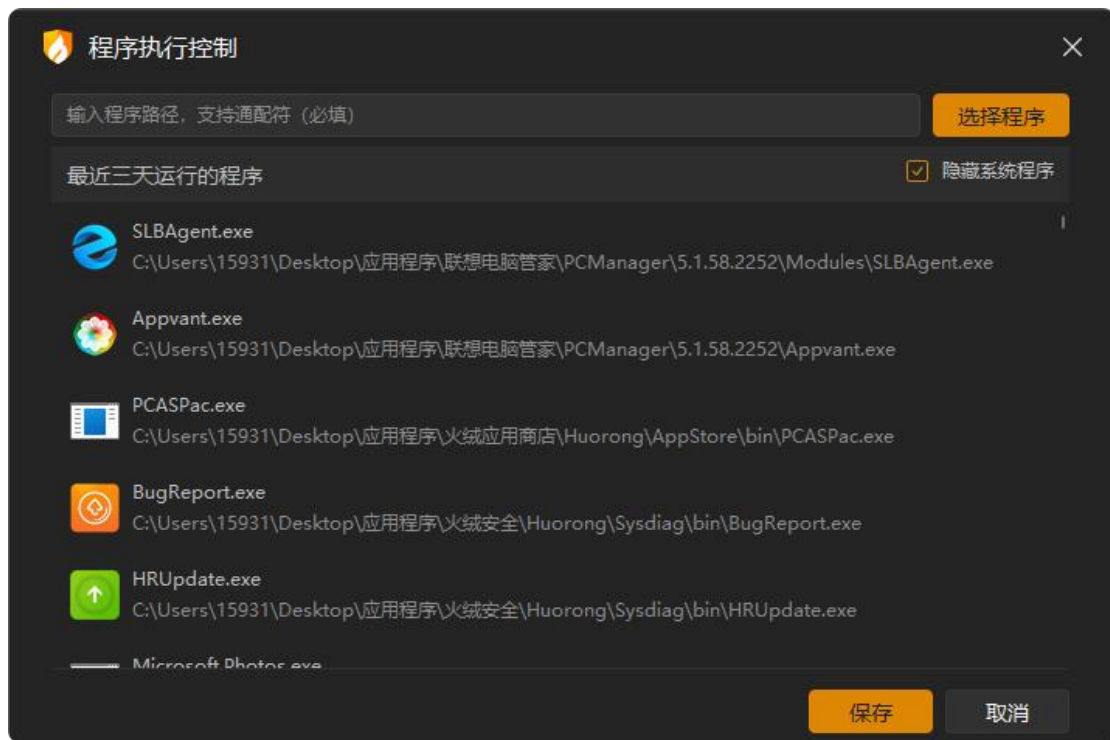 程序执行控制
输入程序路径，支持通配符（必填）
选择程序
最近三天运行的程序
隐藏系统程序
SLBAgent.exe
C:\Users\15931\Desktop\应用程序\联想电脑管家\PCManager\5.1.58.2252\Modules\SLBAgent.exe
Appvant.exe
C:\Users\15931\Desktop\应用程序\联想电脑管家\PCManager\5.1.58.2252\Appvant.exe
PCASPac.exe
C:\Users\15931\Desktop\应用程序\火绒应用商店\Huorong\AppStore\bin\PCASPac.exe
BugReport.exe
C:\Users\15931\Desktop\应用程序\火绒安全\Huorong\Sysdiag\bin\BugReport.exe
HRUpdate.exe
C:\Users\15931\Desktop\应用程序\火绒安全\Huorong\Sysdiag\bin\HRUpdate.exe
Microsoft.Photos.exe
保存
取消